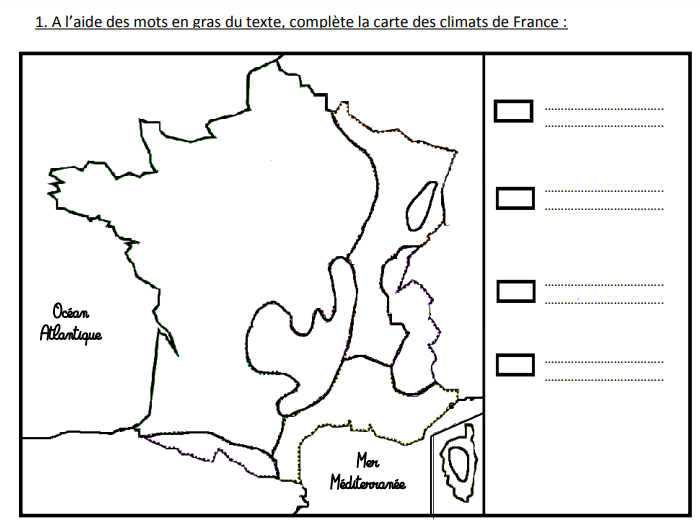 1. A l’aide des mots en gras du texte, complète la carte des climats de France :
Océan
Atlantique
Mer
Méditerranée